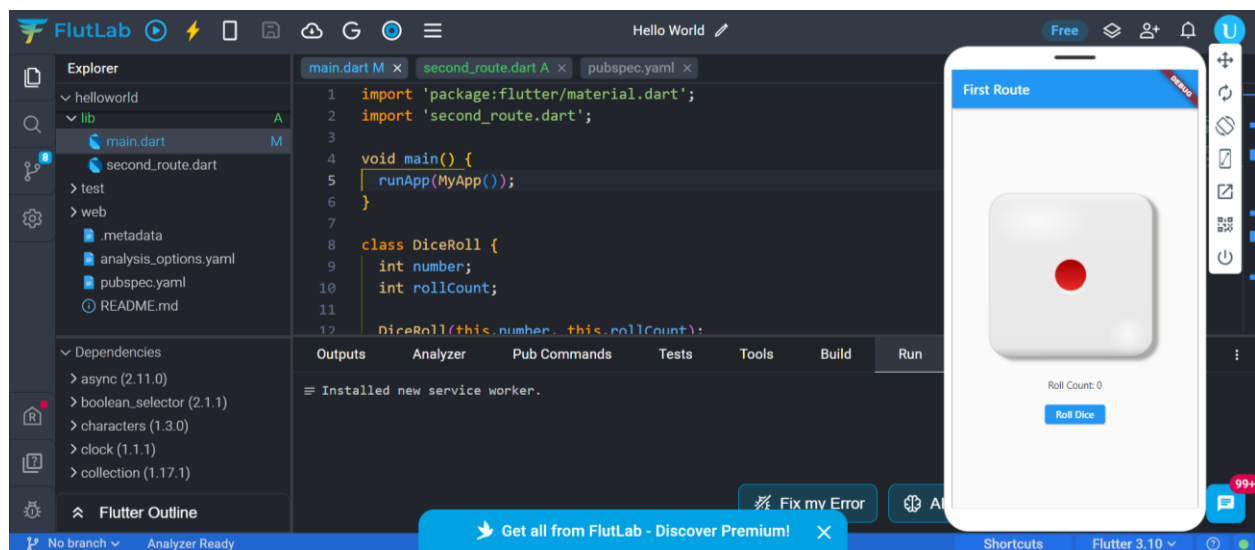 FlutLab
Hello World
Free
U
Explorer
helloworld
lib A
main.dart M
second_route.dart
test
web
.metadata
analysis_options.yaml
pubspec.yaml
README.md
8
Dependencies
async (2.11.0)
boolean_selector (2.1.1)
characters (1.3.0)
clock (1.1.1)
collection (1.17.1)
Flutter Outline
main.dart M ×
second_route.dart A ×
pubspec.yaml ×
1 import 'package:flutter/material.dart';
2 import 'second_route.dart';
3
4 void main() {
5 runApp(MyApp());
6 }
7
8 class DiceRoll {
9 int number;
10 int rollCount;
11
12 DiceRoll(this.number, this.rollCount);
Outputs Analyzer Pub Commands Tests Tools Build Run
Installed new service worker.
Fix my Error
AI
First Route
DEBUG
Roll Count: 0
Roll Dice
99+
Get all from FlutLab - Discover Premium!
No branch Analyzer Ready
Shortcuts Flutter 3.10